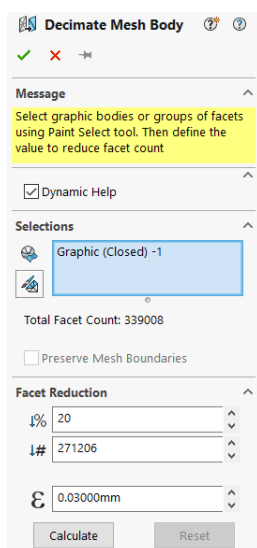 Decimate Mesh Body
Message
Select graphic bodies or groups of facets
using Paint Select tool. Then define the
value to reduce facet count
Dynamic Help
Selections
Graphic (Closed) -1
Total Facet Count: 339008
Preserve Mesh Boundaries
Facet Reduction
↓% 20
↓# 271206
ε 0.03000mm
Calculate Reset